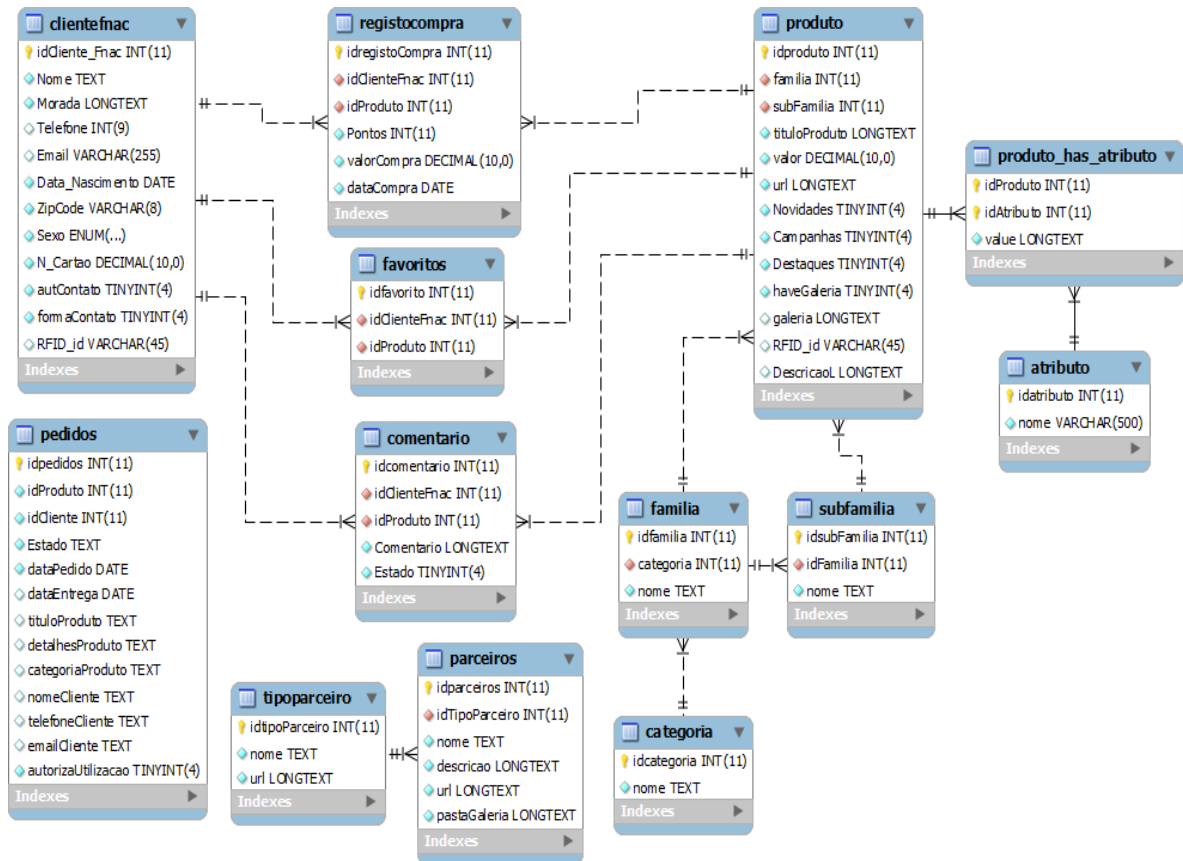 clientefnac
idCliente_Fnac INT(11)
Nome TEXT
Morada LONGTEXT
Telefone INT(9)
Email VARCHAR(255)
Data_Nascimento DATE
ZipCode VARCHAR(8)
Sexo ENUM(...)
N_Cartao DECIMAL(10,0)
autContato TINYINT(4)
formaContato TINYINT(4)
RFID_id VARCHAR(45)
Indexes
registocompra
idregistoCompra INT(11)
idClienteFnac INT(11)
idProduto INT(11)
Pontos INT(11)
valorCompra DECIMAL(10,0)
dataCompra DATE
Indexes
produto
idproduto INT(11)
familia INT(11)
subFamilia INT(11)
tituloProduto LONGTEXT
valor DECIMAL(10,0)
url LONGTEXT
Novidades TINYINT(4)
Campanhas TINYINT(4)
Destaques TINYINT(4)
haveGaleria TINYINT(4)
galeria LONGTEXT
RFID_id VARCHAR(45)
DescricaoL LONGTEXT
Indexes
produto_has_atributo
idProduto INT(11)
idAtributo INT(11)
value LONGTEXT
Indexes
favoritos
idfavorito INT(11)
idClienteFnac INT(11)
idProduto INT(11)
Indexes
atributo
idatributo INT(11)
nome VARCHAR(500)
Indexes
pedidos
idpedidos INT(11)
idProduto INT(11)
idCliente INT(11)
Estado TEXT
dataPedido DATE
dataEntrega DATE
tituloProduto TEXT
detalhesProduto TEXT
categoriaProduto TEXT
nomeCliente TEXT
telefoneCliente TEXT
emailCliente TEXT
autorizaUtilizacao TINYINT(4)
Indexes
comentario
idcomentario INT(11)
idClienteFnac INT(11)
idProduto INT(11)
Comentario LONGTEXT
Estado TINYINT(4)
Indexes
familia
idfamilia INT(11)
categoria INT(11)
nome TEXT
Indexes
subfamilia
idsubFamilia INT(11)
idFamilia INT(11)
nome TEXT
Indexes
tipoparceiro
idtipoParceiro INT(11)
nome TEXT
url LONGTEXT
Indexes
parceiros
idparceiros INT(11)
idTipoParceiro INT(11)
nome TEXT
descricao LONGTEXT
url LONGTEXT
pastaGaleria LONGTEXT
Indexes
categoria
idcategoria INT(11)
nome TEXT
Indexes